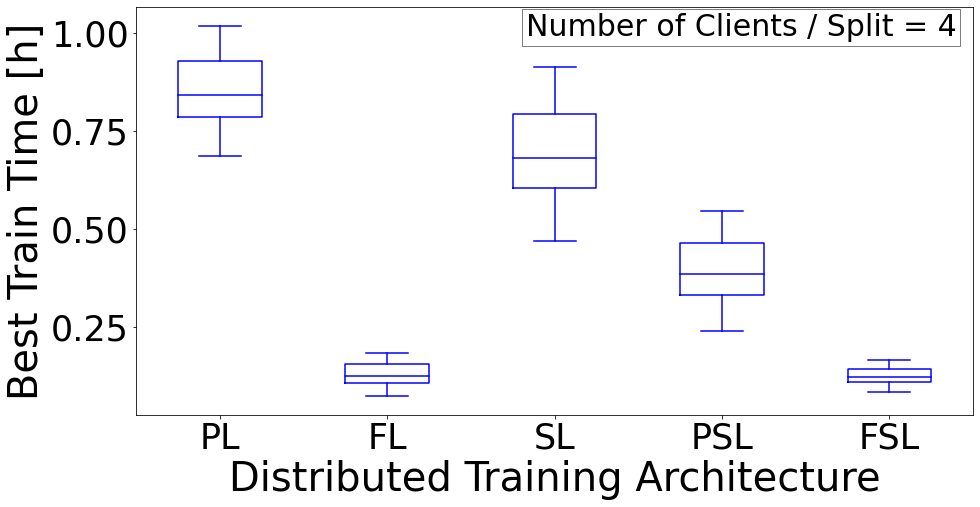 Number of Clients / Split = 4
Best Train Time [h]
1.00
0.75
0.50
0.25
PL FL SL PSL FSL
Distributed Training Architecture